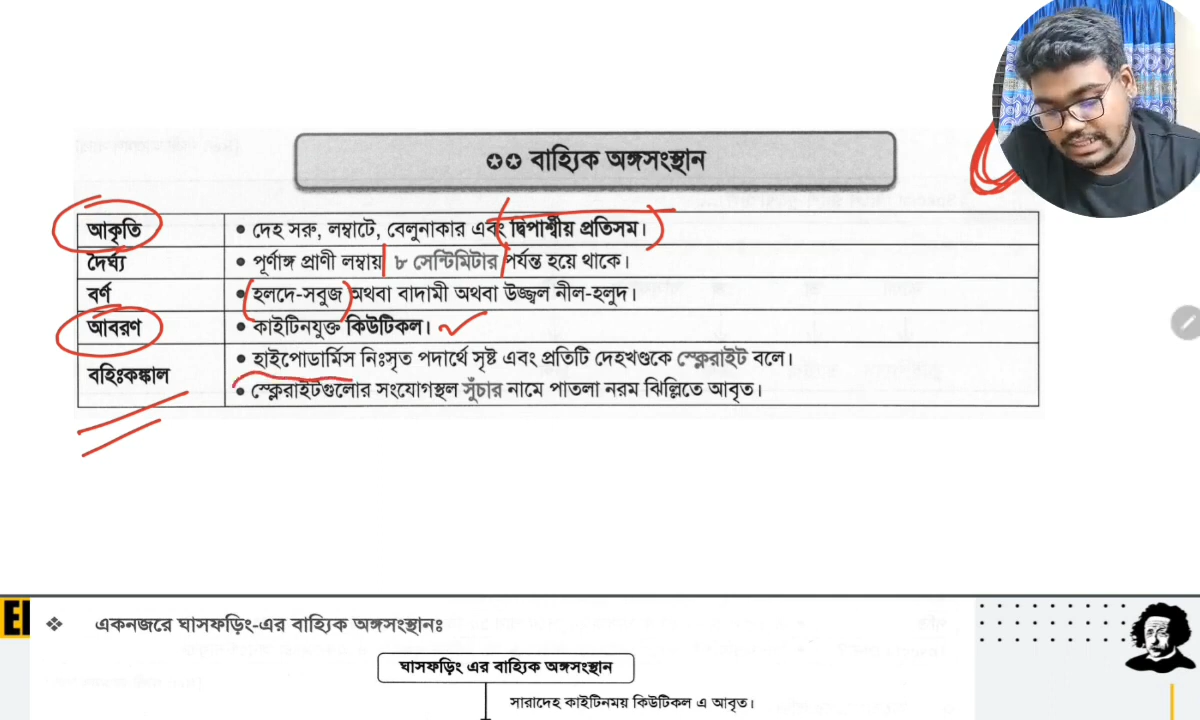 ✪✪ বাহ্যিক অঙ্গসংস্থান
আকৃতি • দেহ সরু, লম্বাটে, বেলুনাকার এবং দ্বিপার্শ্বীয় প্রতিসম।
দৈর্ঘ্য • পূর্ণাঙ্গ প্রাণী লম্বায় ৮ সেন্টিমিটার পর্যন্ত হয়ে থাকে।
বর্ণ • হলদে-সবুজ অথবা বাদামী অথবা উজ্জ্বল নীল-হলুদ।
আবরণ • কাইটিনযুক্ত কিউটিকল।
বহিঃকঙ্কাল • হাইপোডার্মিস নিঃসৃত পদার্থে সৃষ্ট এবং প্রতিটি দেহখণ্ডকে স্ক্লেরাইট বলে।
• স্ক্লেরাইটগুলোর সংযোগস্থল সুঁচার নামে পাতলা নরম ঝিল্লিতে আবৃত।
❖ একনজরে ঘাসফড়িং-এর বাহ্যিক অঙ্গসংস্থানঃ
ঘাসফড়িং এর বাহ্যিক অঙ্গসংস্থান
সারাদেহ কাইটিনময় কিউটিকল এ আবৃত।